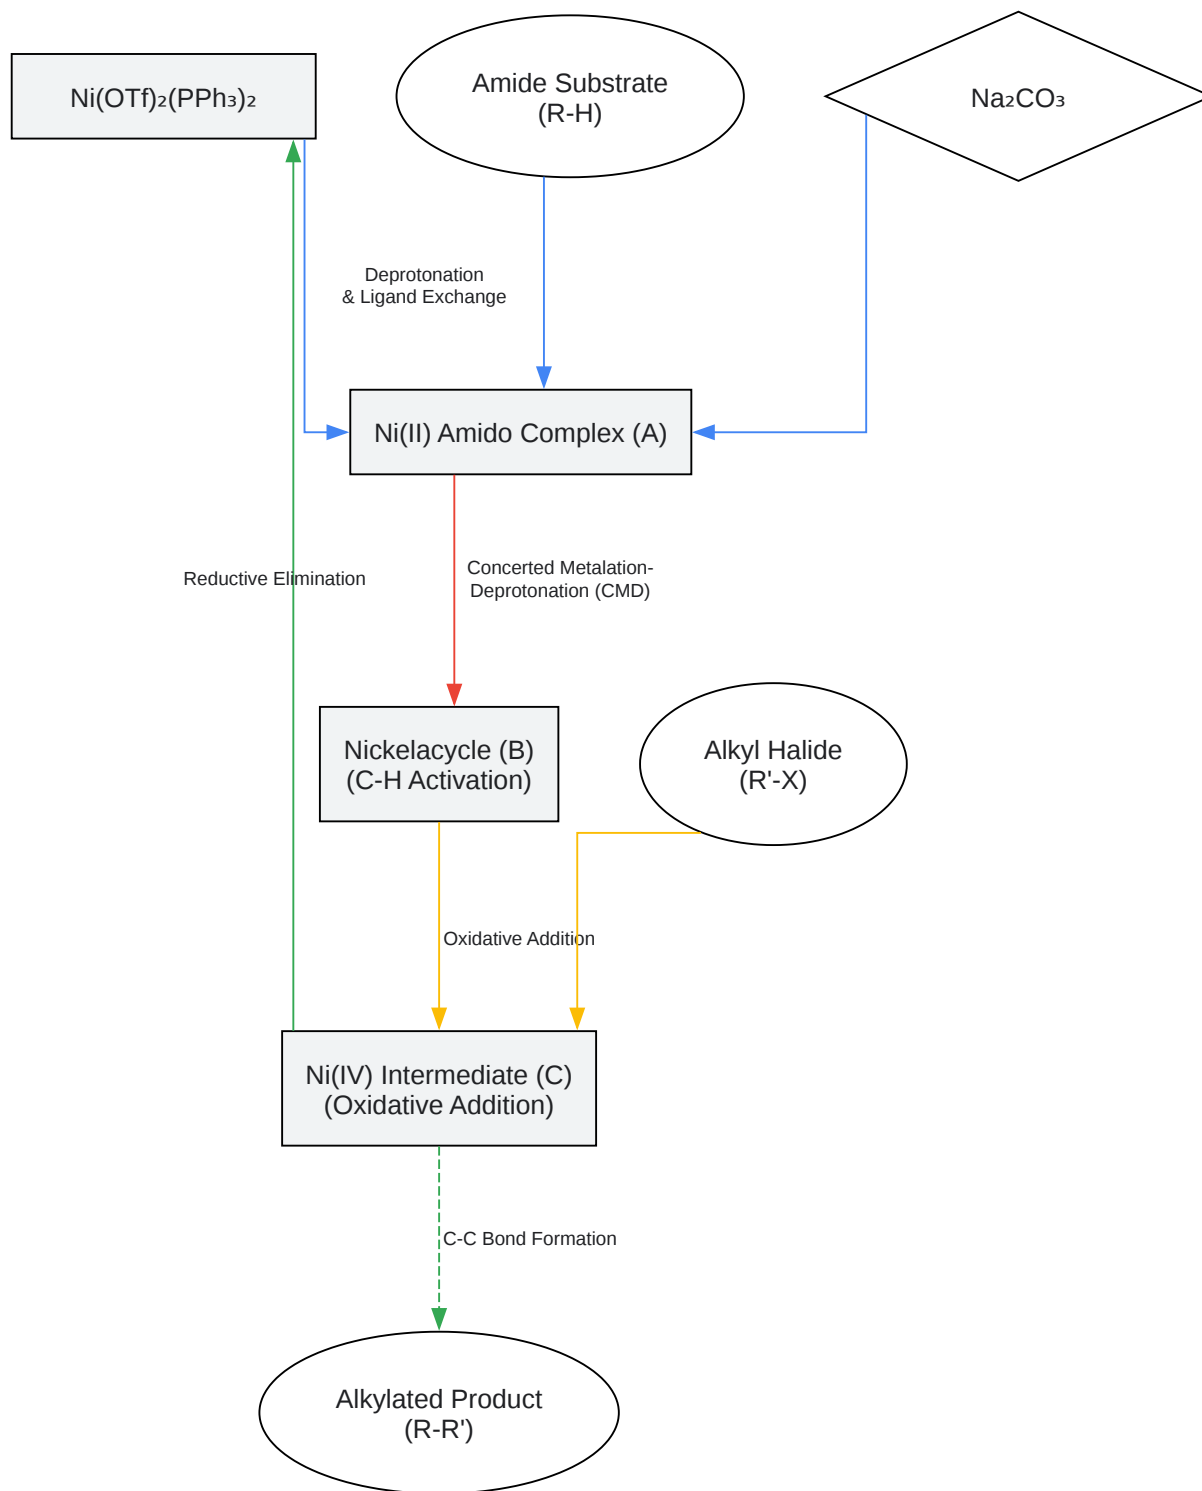 Ni(OTf)₂(PPh₃)₂
Amide Substrate
(R-H)
Na₂CO₃
Deprotonation
& Ligand Exchange
Ni(II) Amido Complex (A)
Reductive Elimination
Concerted Metalation-
Deprotonation (CMD)
Nickelacycle (B)
(C-H Activation)
Alkyl Halide
(R'-X)
Oxidative Addition
Ni(IV) Intermediate (C)
(Oxidative Addition)
C-C Bond Formation
Alkylated Product
(R-R')